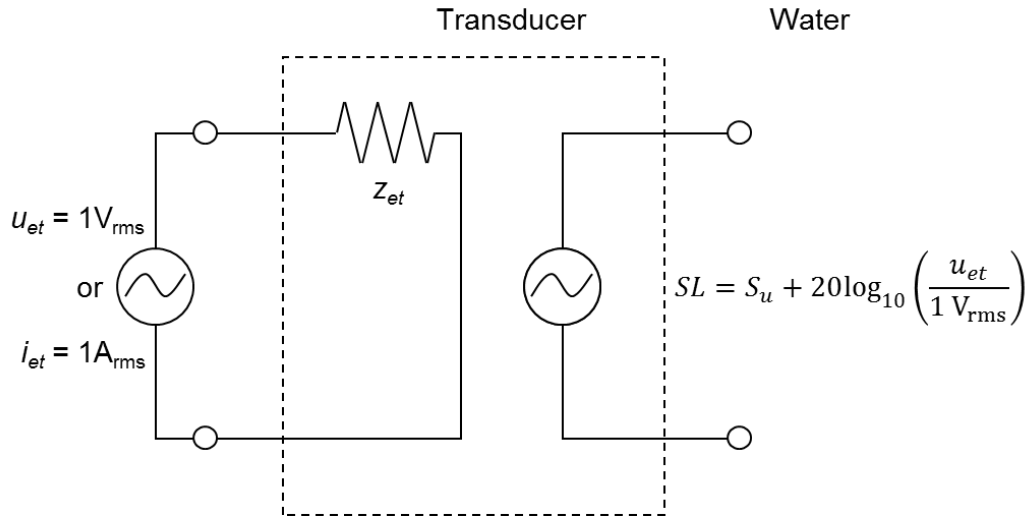 Transducer Water
z_et
u_et = 1V_rms
or
i_et = 1A_rms
SL = S_u + 20log_10 (u_et / 1 V_rms)